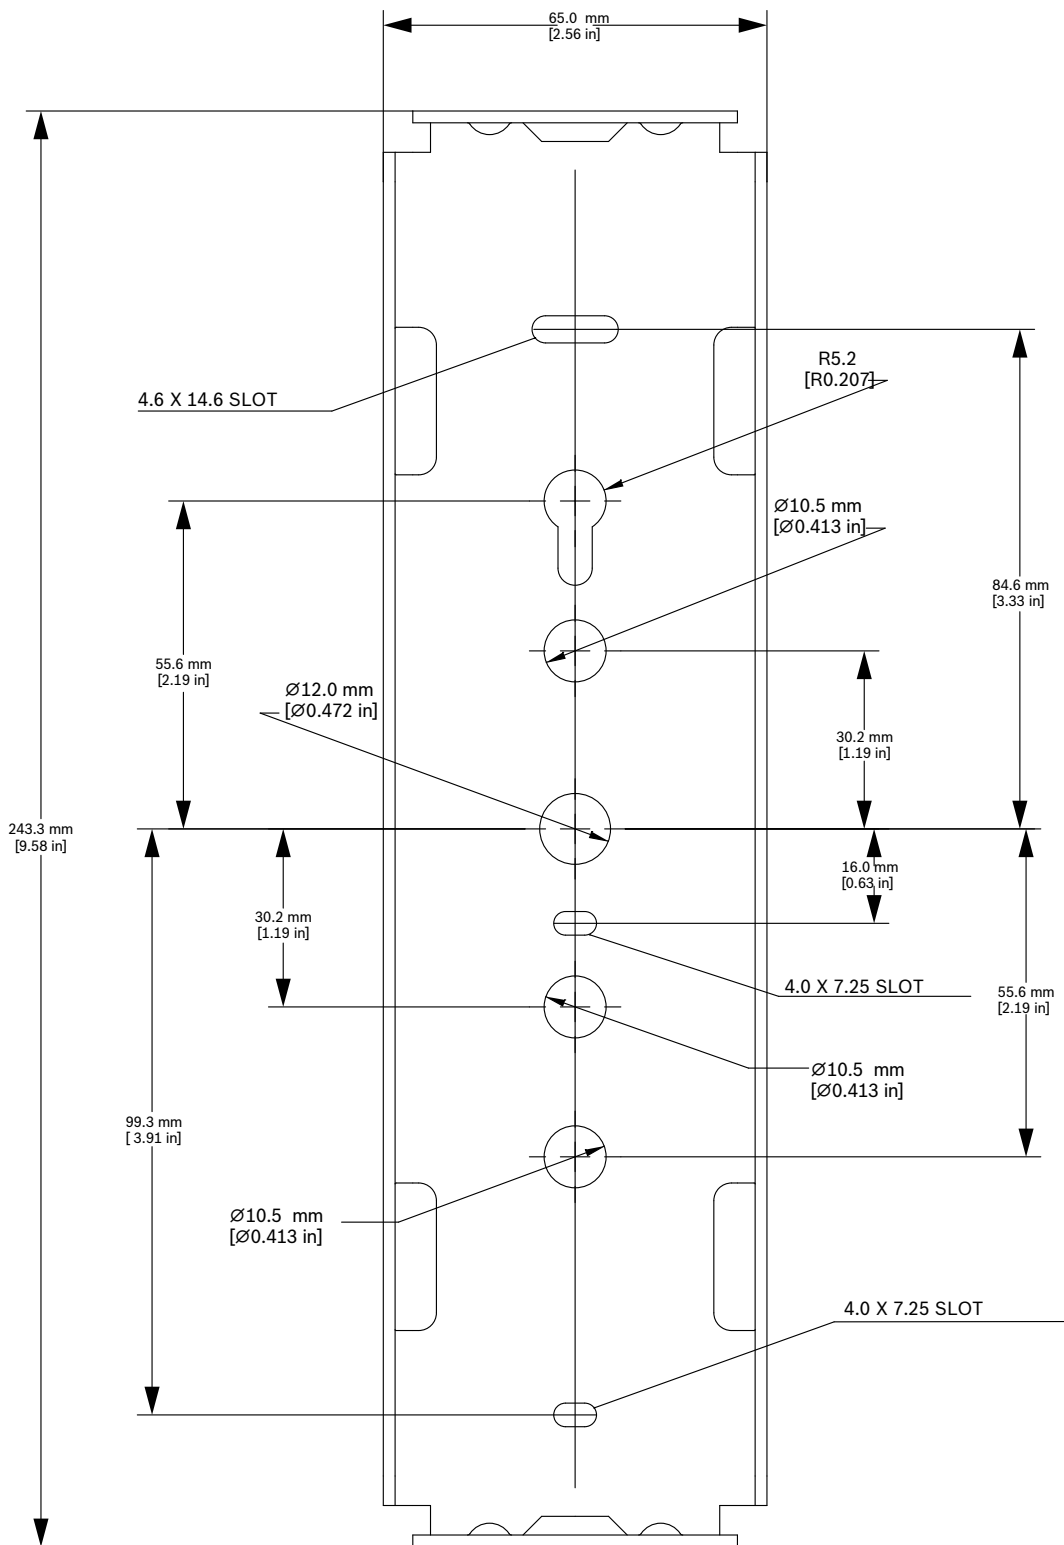 65.0 mm
[2.56 in]
4.6 X 14.6 SLOT
R5.2
[R0.207]
Ø10.5 mm
[Ø0.413 in]
84.6 mm
[3.33 in]
55.6 mm
[2.19 in]
Ø12.0 mm
[Ø0.472 in]
30.2 mm
[1.19 in]
243.3 mm
[9.58 in]
16.0 mm
[0.63 in]
30.2 mm
[1.19 in]
4.0 X 7.25 SLOT
55.6 mm
[2.19 in]
Ø10.5 mm
[Ø0.413 in]
99.3 mm
[ 3.91 in]
Ø10.5 mm
[Ø0.413 in]
4.0 X 7.25 SLOT